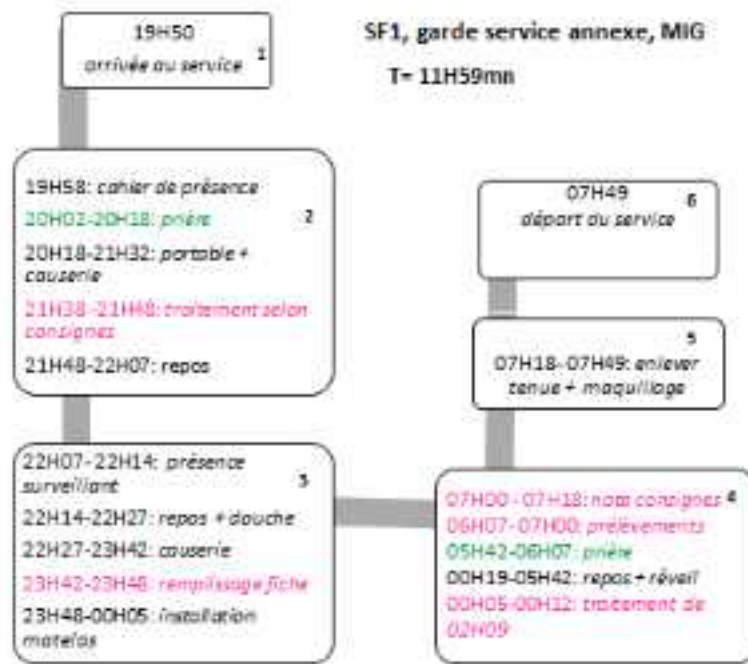 SF1, garde service annexe, MIG
T= 11H59mn
19H50 1
arrivée au service
19H58: cahier de présence
20H02-20H18: prière 2
20H18-21H32: portable +
causerie
21H38-21H48: traitement selon
consignes
21H48-22H07: repos
22H07-22H14: présence
surveillant 3
22H14-22H27: repos + douche
22H27-23H42: causerie
23H42-23H48: remplissage fiche
23H48-00H05: installation
matelas
07H00-07H18: note consignes 4
06H07-07H00: prélèvements
05H42-06H07: prière
00H19-05H42: repos + réveil
00H05-00H12: traitement de
02H09
5
07H18-07H49: enlever
tenue + maquillage
07H49 6
départ du service